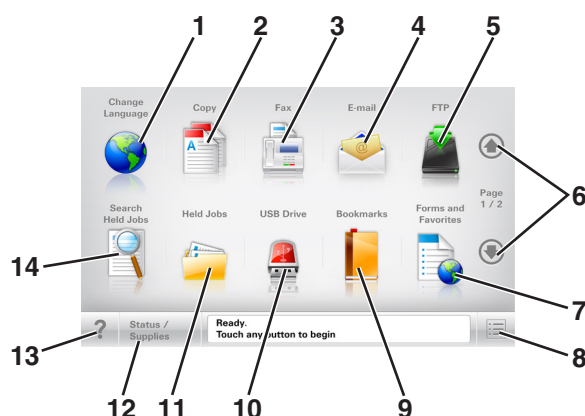 1
2
3
4
5
Change
Language
Copy
Fax
E-mail
FTP
6
Page
1 / 2
Search
Held Jobs
Held Jobs
USB Drive
Bookmarks
Forms and
Favorites
A
@
14
7
?
Status /
Supplies
Ready.
Touch any button to begin
13
12
11
10
9
8